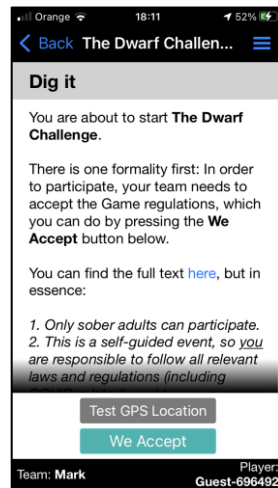 Orange 18:11 52%
Back The Dwarf Challen...
Dig it
You are about to start The Dwarf
Challenge.
There is one formality first: In order
to participate, your team needs to
accept the Game regulations, which
you can do by pressing the We
Accept button below.
You can find the full text here, but in
essence:
1. Only sober adults can participate.
2. This is a self-guided event, so you
are responsible to follow all relevant
laws and regulations (including
Test GPS Location
We Accept
Team: Mark
Player:
Guest-696492